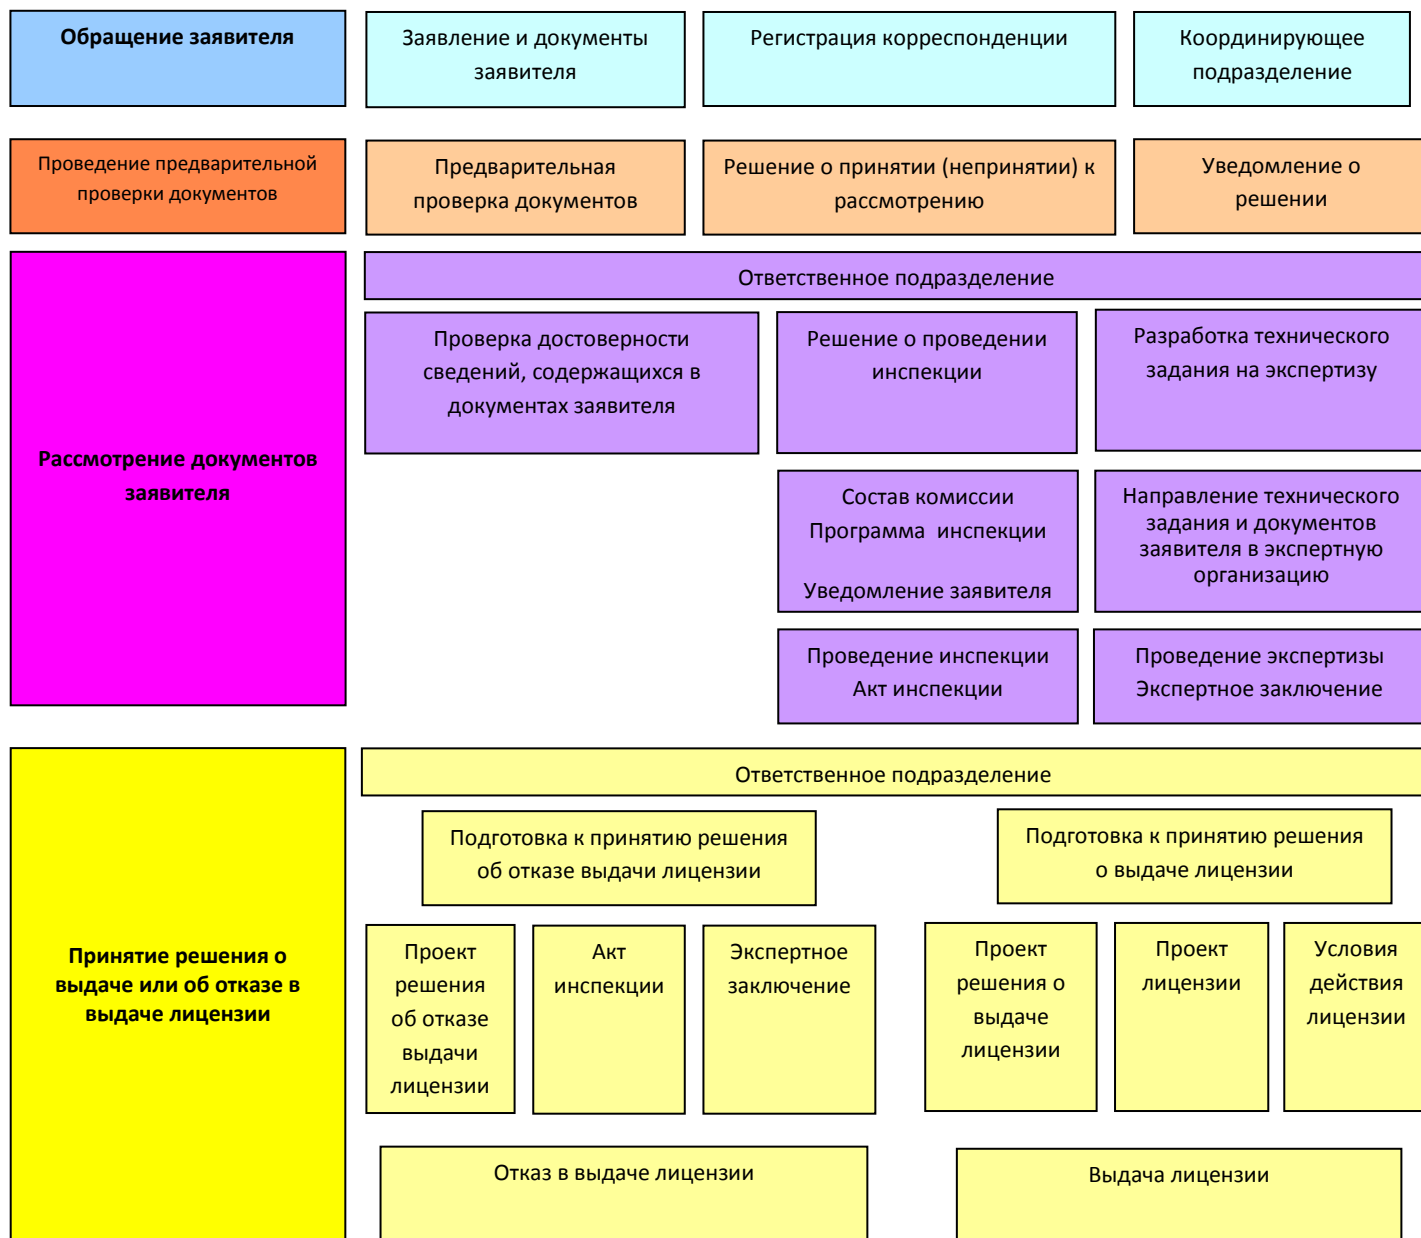 Обращение заявителя
Заявление и документы
заявителя
Регистрация корреспонденции
Координирующее
подразделение
Проведение предварительной
проверки документов
Предварительная
проверка документов
Решение о принятии (непринятии) к
рассмотрению
Уведомление о
решении
Рассмотрение документов
заявителя
Ответственное подразделение
Проверка достоверности
сведений, содержащихся в
документах заявителя
Решение о проведении
инспекции
Разработка технического
задания на экспертизу
Состав комиссии
Программа инспекции
Уведомление заявителя
Направление технического
задания и документов
заявителя в экспертную
организацию
Проведение инспекции
Акт инспекции
Проведение экспертизы
Экспертное заключение
Принятие решения о
выдаче или об отказе в
выдаче лицензии
Ответственное подразделение
Подготовка к принятию решения
об отказе выдачи лицензии
Подготовка к принятию решения
о выдаче лицензии
Проект
решения
об отказе
выдачи
лицензии
Акт
инспекции
Экспертное
заключение
Проект
решения о
выдаче
лицензии
Проект
лицензии
Условия
действия
лицензии
Отказ в выдаче лицензии
Выдача лицензии